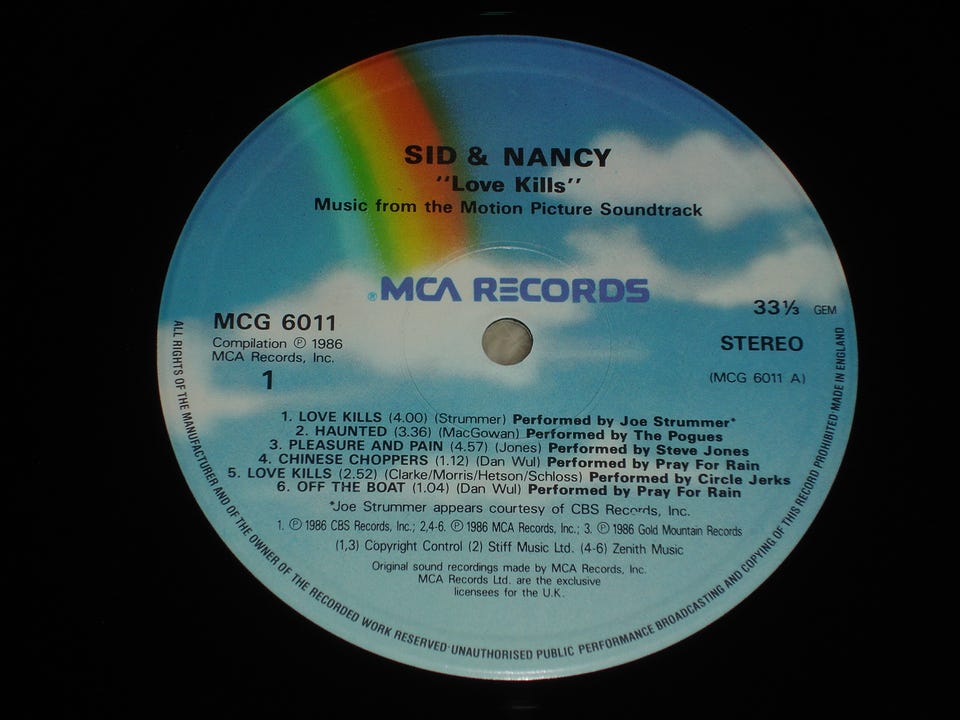 SID & NANCY
"Love Kills"
Music from the Motion Picture Soundtrack
®MCA RECORDS
MCG 6011
Compilation ℗ 1986
MCA Records, Inc.
1
33⅓ GEM
STEREO
(MCG 6011 A)
1. LOVE KILLS (4.00) (Strummer) Performed by Joe Strummer*
2. HAUNTED (3.36) (MacGowan) Performed by The Pogues
3. PLEASURE AND PAIN (4.57) (Jones) Performed by Steve Jones
4. CHINESE CHOPPERS (1.12) (Dan Wul) Performed by Pray For Rain
5. LOVE KILLS (2.52) (Clarke/Morris/Hetson/Schloss) Performed by Circle Jerks
6. OFF THE BOAT (1.04) (Dan Wul) Performed by Pray For Rain
*Joe Strummer appears courtesy of CBS Records, Inc.
1. ℗ 1986 CBS Records, Inc.; 2,4-6. ℗ 1986 MCA Records, Inc.; 3. ℗ 1986 Gold Mountain Records
(1,3) Copyright Control (2) Stiff Music Ltd. (4-6) Zenith Music
Original sound recordings made by MCA Records, Inc.
MCA Records Ltd. are the exclusive
licensees for the U.K.
ALL RIGHTS OF THE MANUFACTURER AND OF THE OWNER OF THE RECORDED WORK RESERVED·UNAUTHORISED PUBLIC PERFORMANCE BROADCASTING AND COPYING OF THIS RECORD PROHIBITED·MADE IN ENGLAND